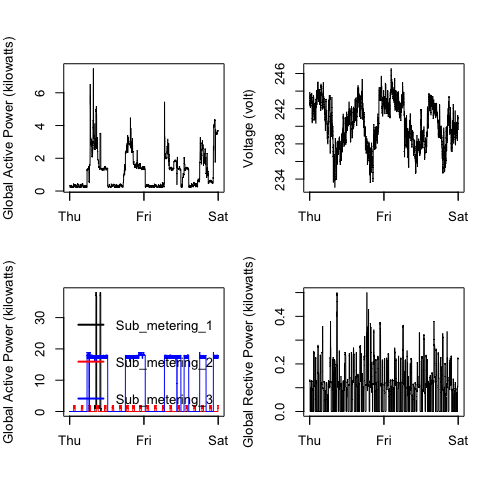 Global Active Power (kilowatts)
0 2 4 6
Thu Fri Sat
Voltage (volt)
234 238 242 246
Thu Fri Sat
Global Active Power (kilowatts)
0 10 20 30
Sub_metering_1
Sub_metering_2
Sub_metering_3
Thu Fri Sat
Global Rective Power (kilowatts)
0.0 0.2 0.4
Thu Fri Sat